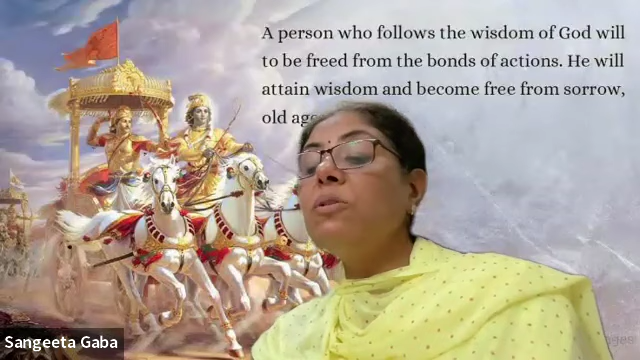 A person who follows the wisdom of God will
to be freed from the bonds of actions. He will
attain wisdom and become free from sorrow,
old age
Sangeeta Gaba